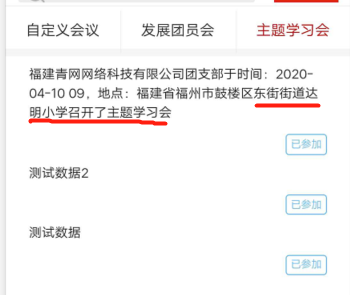 自定义会议
发展团员会
主题学习会
福建青网网络科技有限公司团支部于时间：2020-
04-10 09，地点：福建省福州市鼓楼区东街街道达
明小学召开了主题学习会
已参加
测试数据2
已参加
测试数据
已参加